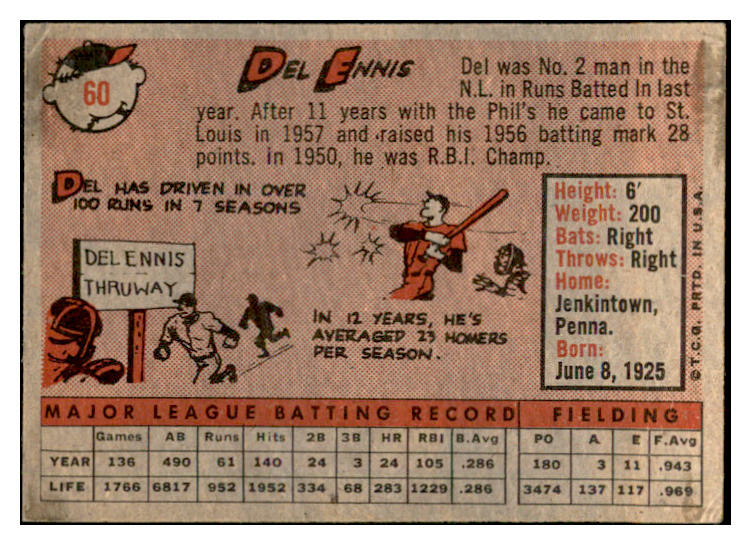 60
DEL ENNIS
Del was No. 2 man in the
N.L. in Runs Batted In last
year. After 11 years with the Phil's he came to St.
Louis in 1957 and raised his 1956 batting mark 28
points. In 1950, he was R.B.I. Champ.
DEL HAS DRIVEN IN OVER
100 RUNS IN 7 SEASONS
DEL ENNIS
THRUWAY
IN 12 YEARS, HE'S
AVERAGED 23 HOMERS
PER SEASON.
Height: 6'
Weight: 200
Bats: Right
Throws: Right
Home:
Jenkintown,
Penna.
Born:
June 8, 1925
© T.C.G. PRTD. IN U.S.A.
MAJOR LEAGUE BATTING RECORD FIELDING
Games AB Runs Hits 2B 3B HR RBI B.Avg PO A E F.Avg
YEAR 136 490 61 140 24 3 24 105 .286 180 3 11 .943
LIFE 1766 6817 952 1952 334 68 283 1229 .286 3474 137 117 .969